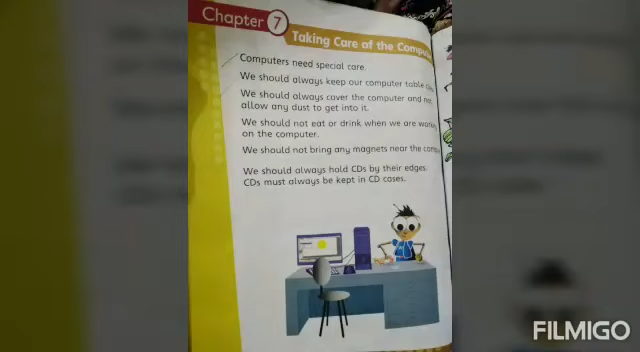 Chapter 7
Taking Care of the
Computers need special care.
We should always keep our computer table
We should always cover the computer and not
allow any dust to get into it.
We should not eat or drink when we are
on the computer.
We should not bring any magnets near the
We should always hold CDs by their edges.
CDs must always be kept in CD cases.
FILMIGO